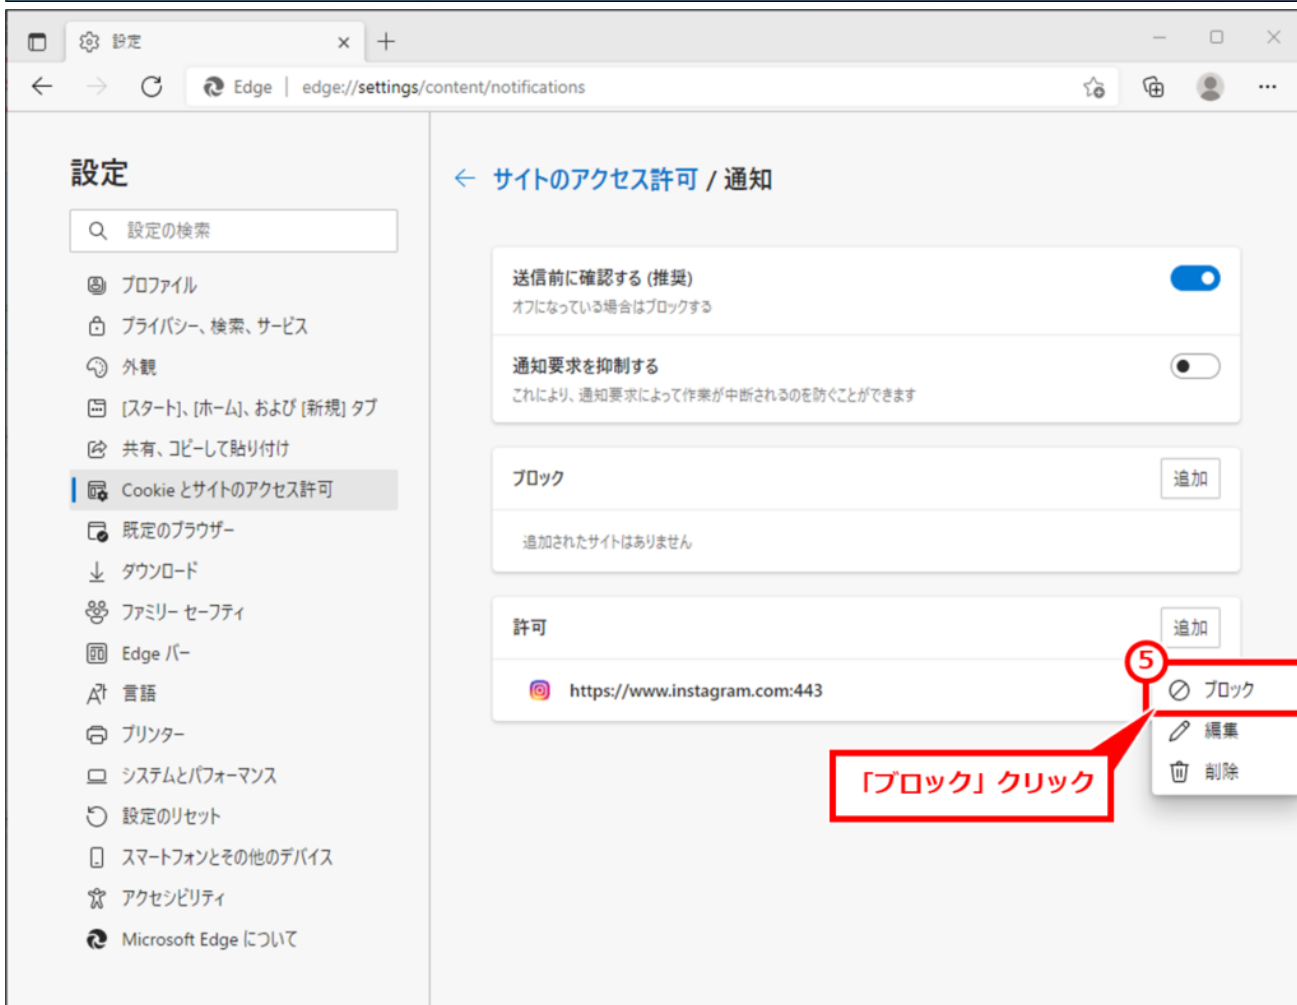 設定
Edge | edge://settings/content/notifications
設定
設定の検索
プロファイル
プライバシー、検索、サービス
外観
[スタート]、[ホーム]、および [新規] タブ
共有、コピーして貼り付け
Cookie とサイトのアクセス許可
既定のブラウザー
ダウンロード
ファミリー セーフティ
Edge バー
言語
プリンター
システムとパフォーマンス
設定のリセット
スマートフォンとその他のデバイス
アクセシビリティ
Microsoft Edge について
サイトのアクセス許可 / 通知
送信前に確認する (推奨)
オフになっている場合はブロックする
通知要求を抑制する
これにより、通知要求によって作業が中断されるのを防ぐことができます
ブロック
追加
追加されたサイトはありません
許可
追加
https://www.instagram.com:443
5
ブロック
編集
削除
「ブロック」クリック